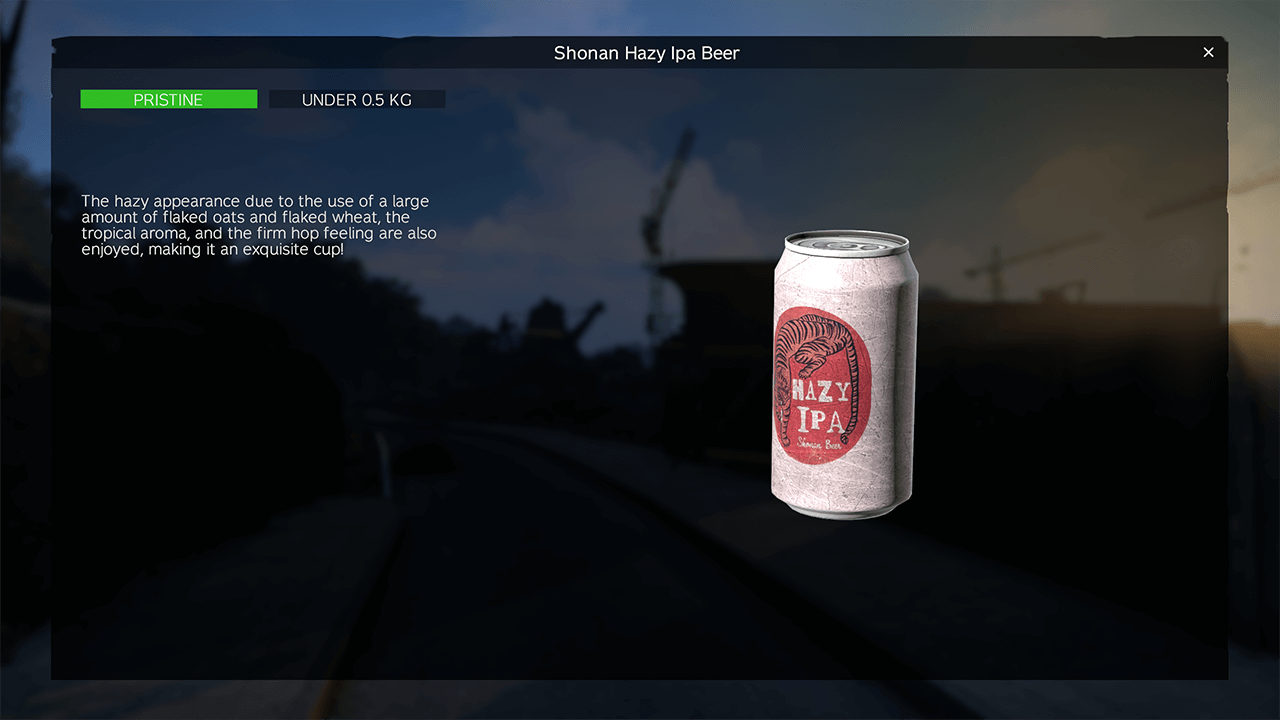 Shonan Hazy Ipa Beer
PRISTINE
UNDER 0.5 KG
The hazy appearance due to the use of a large
amount of flaked oats and flaked wheat, the
tropical aroma, and the firm hop feeling are also
enjoyed, making it an exquisite cup!
HAZY
IPA
Shonan Beer